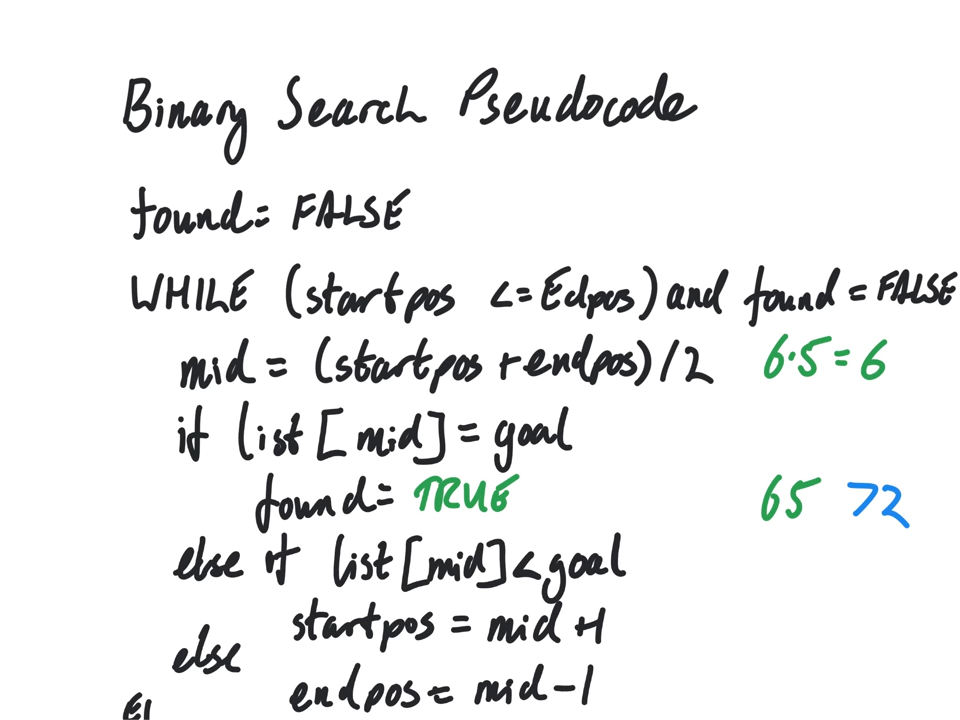 Binary Search Pseudocode
found= FALSE
WHILE (startpos <= Edpos) and found = FALSE
mid = (startpos + endpos)/2 6.5 = 6
if list [mid] = goal
found= TRUE 65 72
else if list [mid] < goal
startpos = mid +1
else
endpos = mid -1